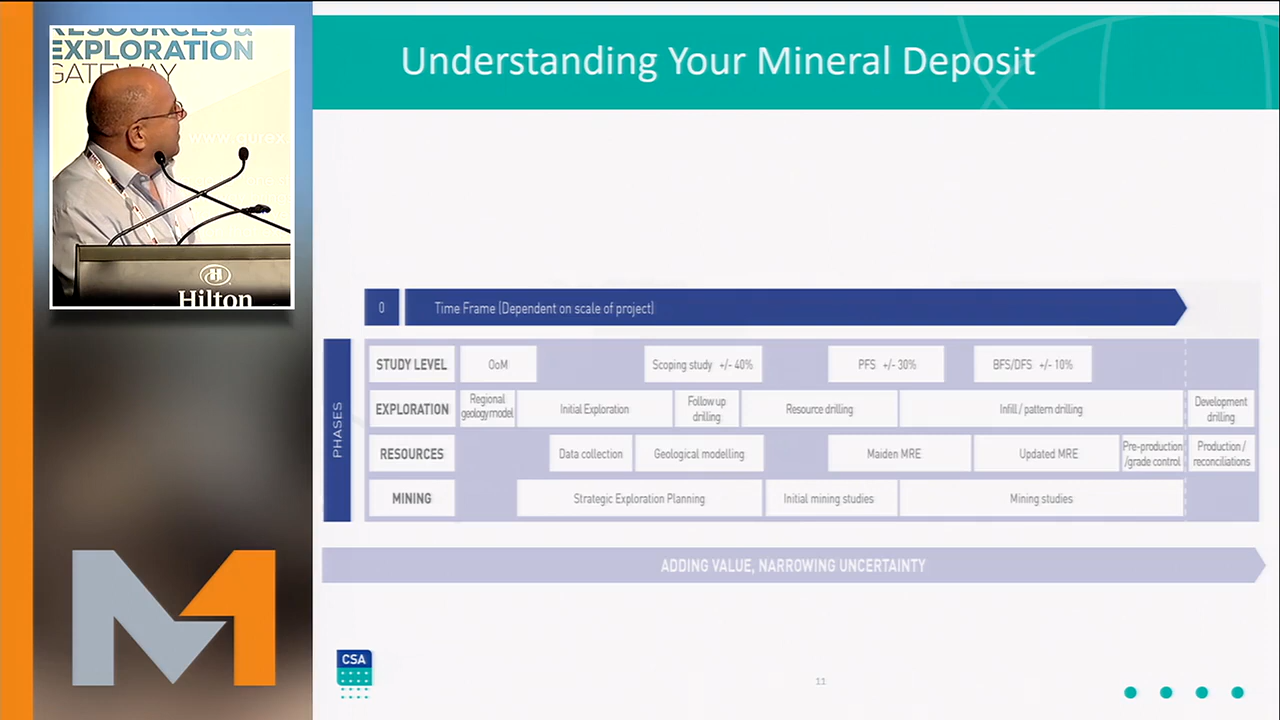 RESOURCES &
EXPLORATION
GATEWAY
Hilton
M1
Understanding Your Mineral Deposit
0
Time Frame (Dependent on scale of project)
PHASES
STUDY LEVEL
OoM
Scoping study +/- 40%
PFS +/- 30%
BFS/DFS +/- 10%
EXPLORATION
Regional
geology model
Initial Exploration
Follow up
drilling
Resource drilling
Infill / pattern drilling
Development
drilling
RESOURCES
Data collection
Geological modelling
Maiden MRE
Updated MRE
Pre-production
/grade control
Production /
reconciliations
MINING
Strategic Exploration Planning
Initial mining studies
Mining studies
ADDING VALUE, NARROWING UNCERTAINTY
CSA
11